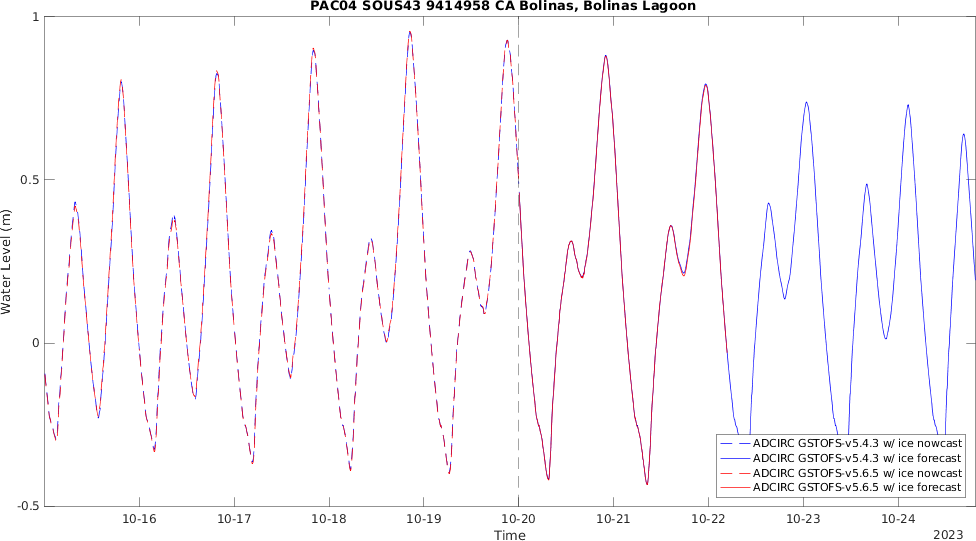 PAC04 SOUS43 9414958 CA Bolinas, Bolinas Lagoon
1
0.5
0
-0.5
Water Level (m)
10-16 10-17 10-18 10-19 10-20 10-21 10-22 10-23 10-24
Time
2023
ADCIRC GSTOFS-v5.4.3 w/ ice nowcast
ADCIRC GSTOFS-v5.4.3 w/ ice forecast
ADCIRC GSTOFS-v5.6.5 w/ ice nowcast
ADCIRC GSTOFS-v5.6.5 w/ ice forecast